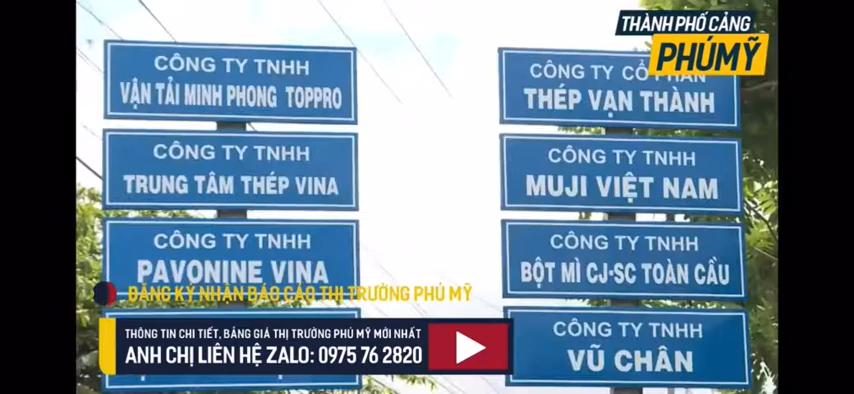 THÀNH PHỐ CẢNG
PHÚ MỸ
CÔNG TY TNHH
VẬN TẢI MINH PHONG TOPPRO
CÔNG TY TNHH
TRUNG TÂM THÉP VINA
CÔNG TY TNHH
PAVONINE VINA
CÔNG TY CỔ PHẦN
THÉP VẠN THÀNH
CÔNG TY TNHH
MUJI VIỆT NAM
CÔNG TY TNHH
BỘT MÌ CJ-SC TOÀN CẦU
CÔNG TY TNHH
VŨ CHÂN
ĐĂNG KÝ NHẬN BÁO CÁO THỊ TRƯỜNG PHÚ MỸ
THÔNG TIN CHI TIẾT, BẢNG GIÁ THỊ TRƯỜNG PHÚ MỸ MỚI NHẤT
ANH CHỊ LIÊN HỆ ZALO: 0975 76 2820